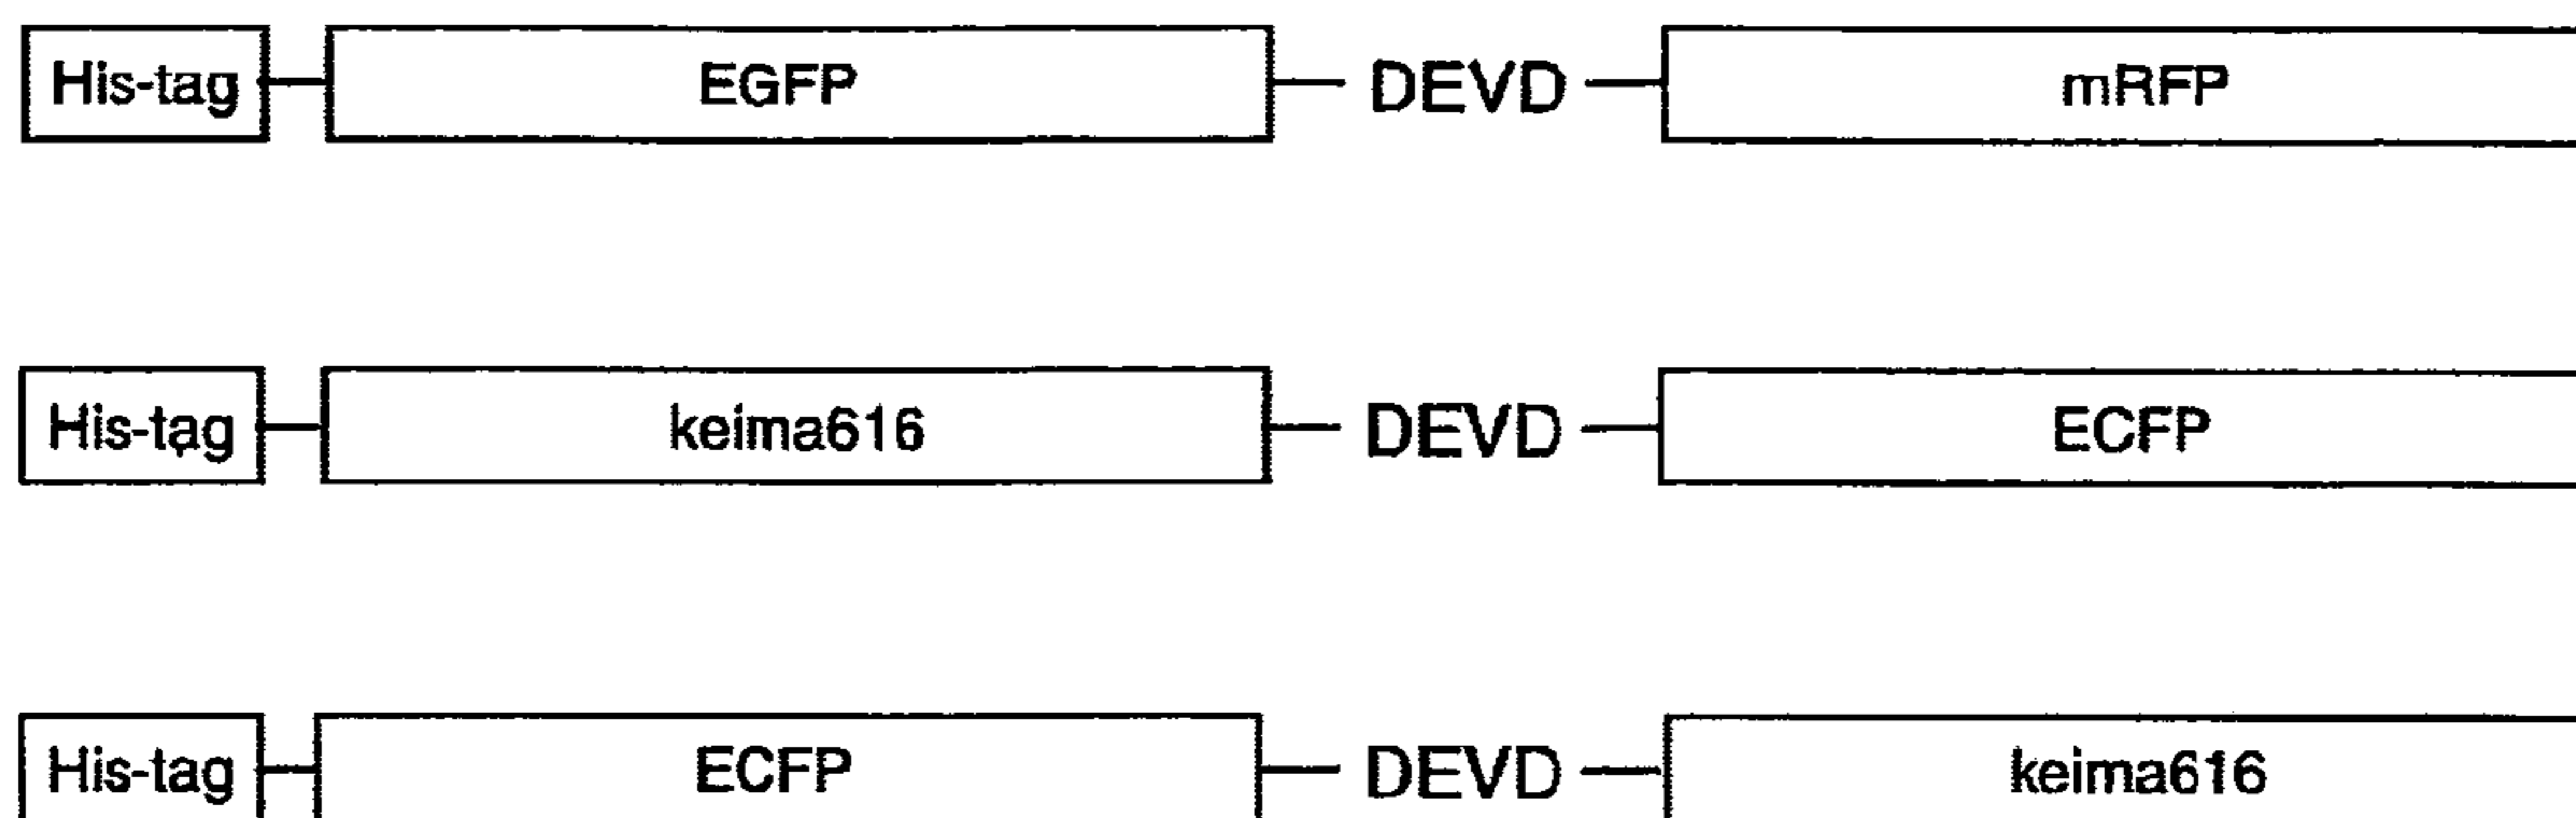 His-tag EGFP DEVD mRFP
His-tag keima616 DEVD ECFP
His-tag ECFP DEVD keima616